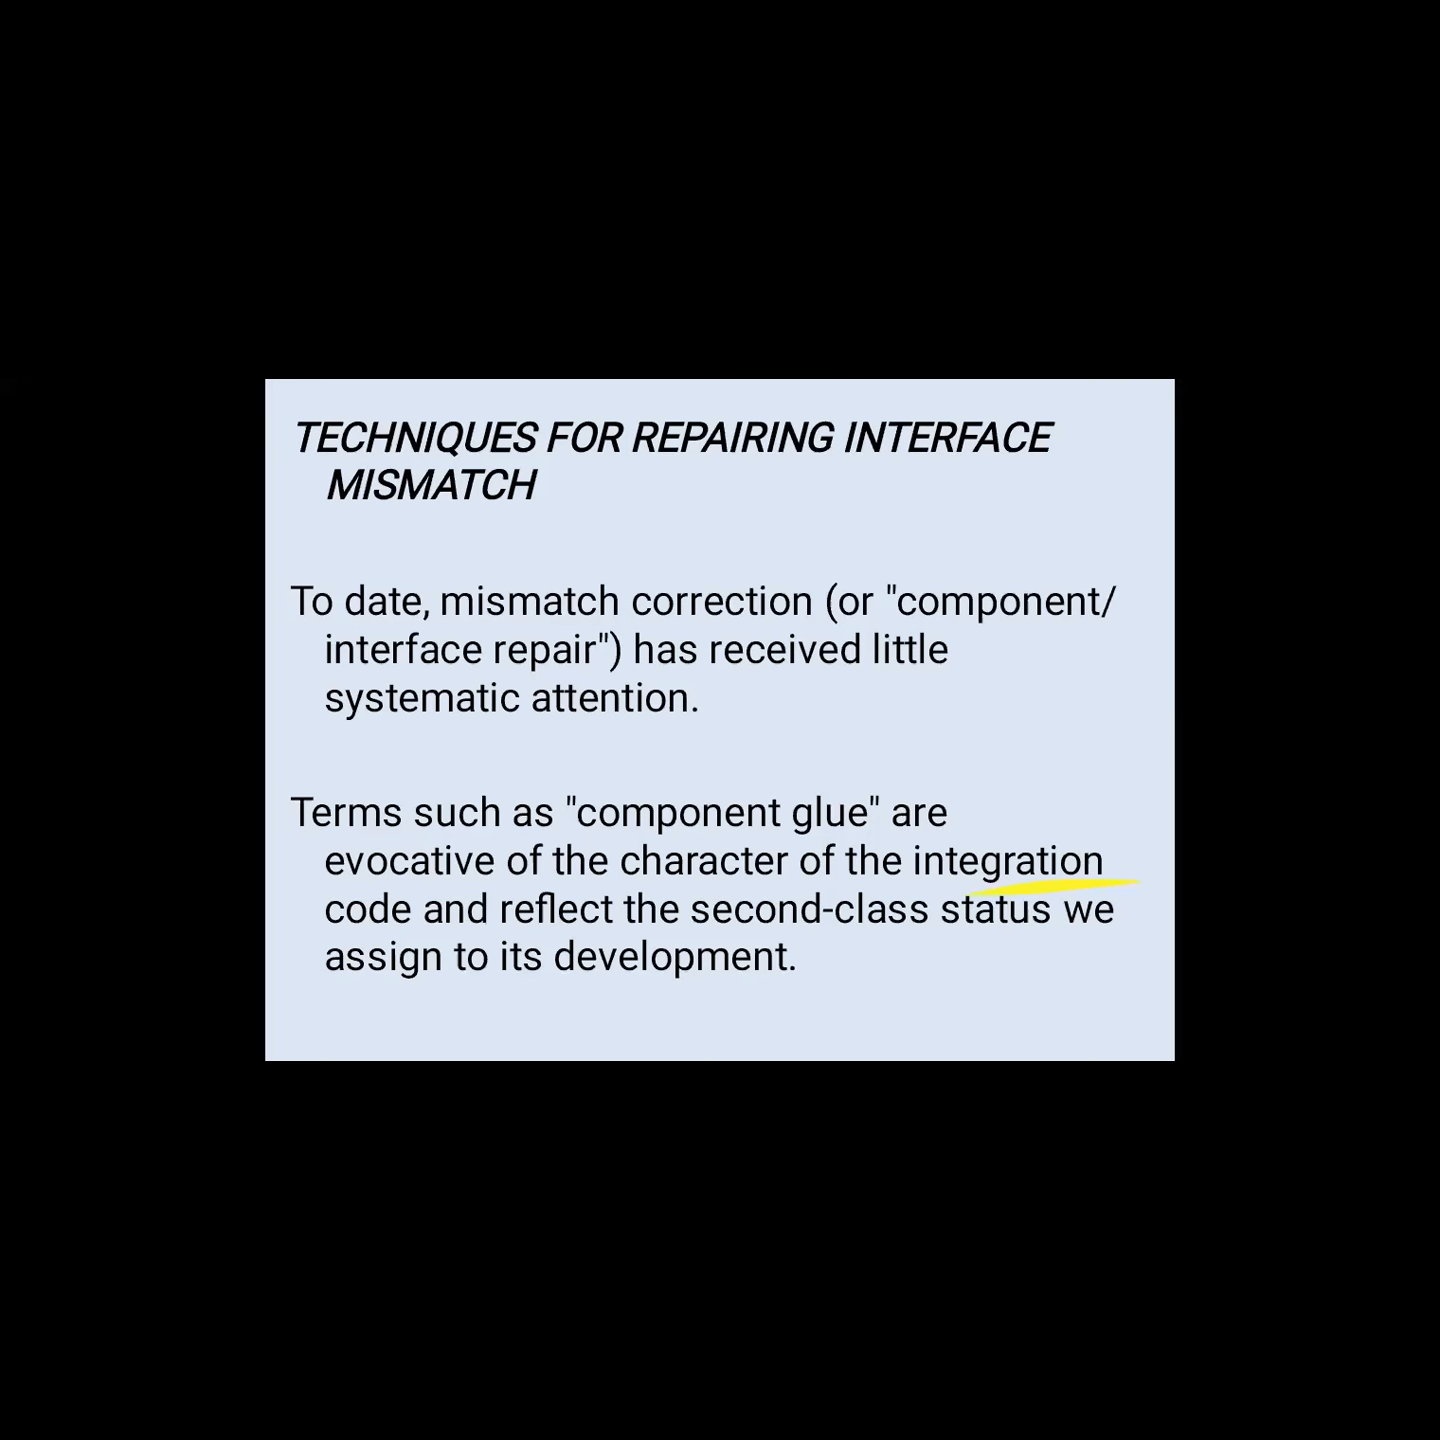 TECHNIQUES FOR REPAIRING INTERFACE
MISMATCH
To date, mismatch correction (or "component/
interface repair") has received little
systematic attention.
Terms such as "component glue" are
evocative of the character of the integration
code and reflect the second-class status we
assign to its development.